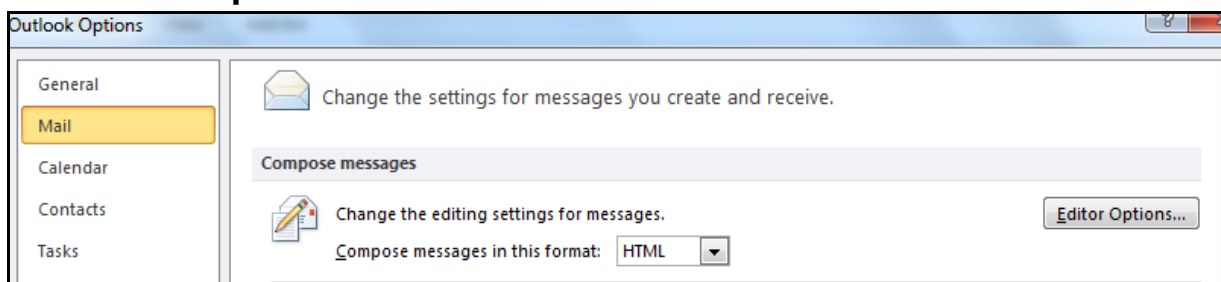 Outlook Options
General
Change the settings for messages you create and receive.
Mail
Calendar
Compose messages
Contacts
Change the editing settings for messages.
Editor Options...
Tasks
Compose messages in this format: HTML